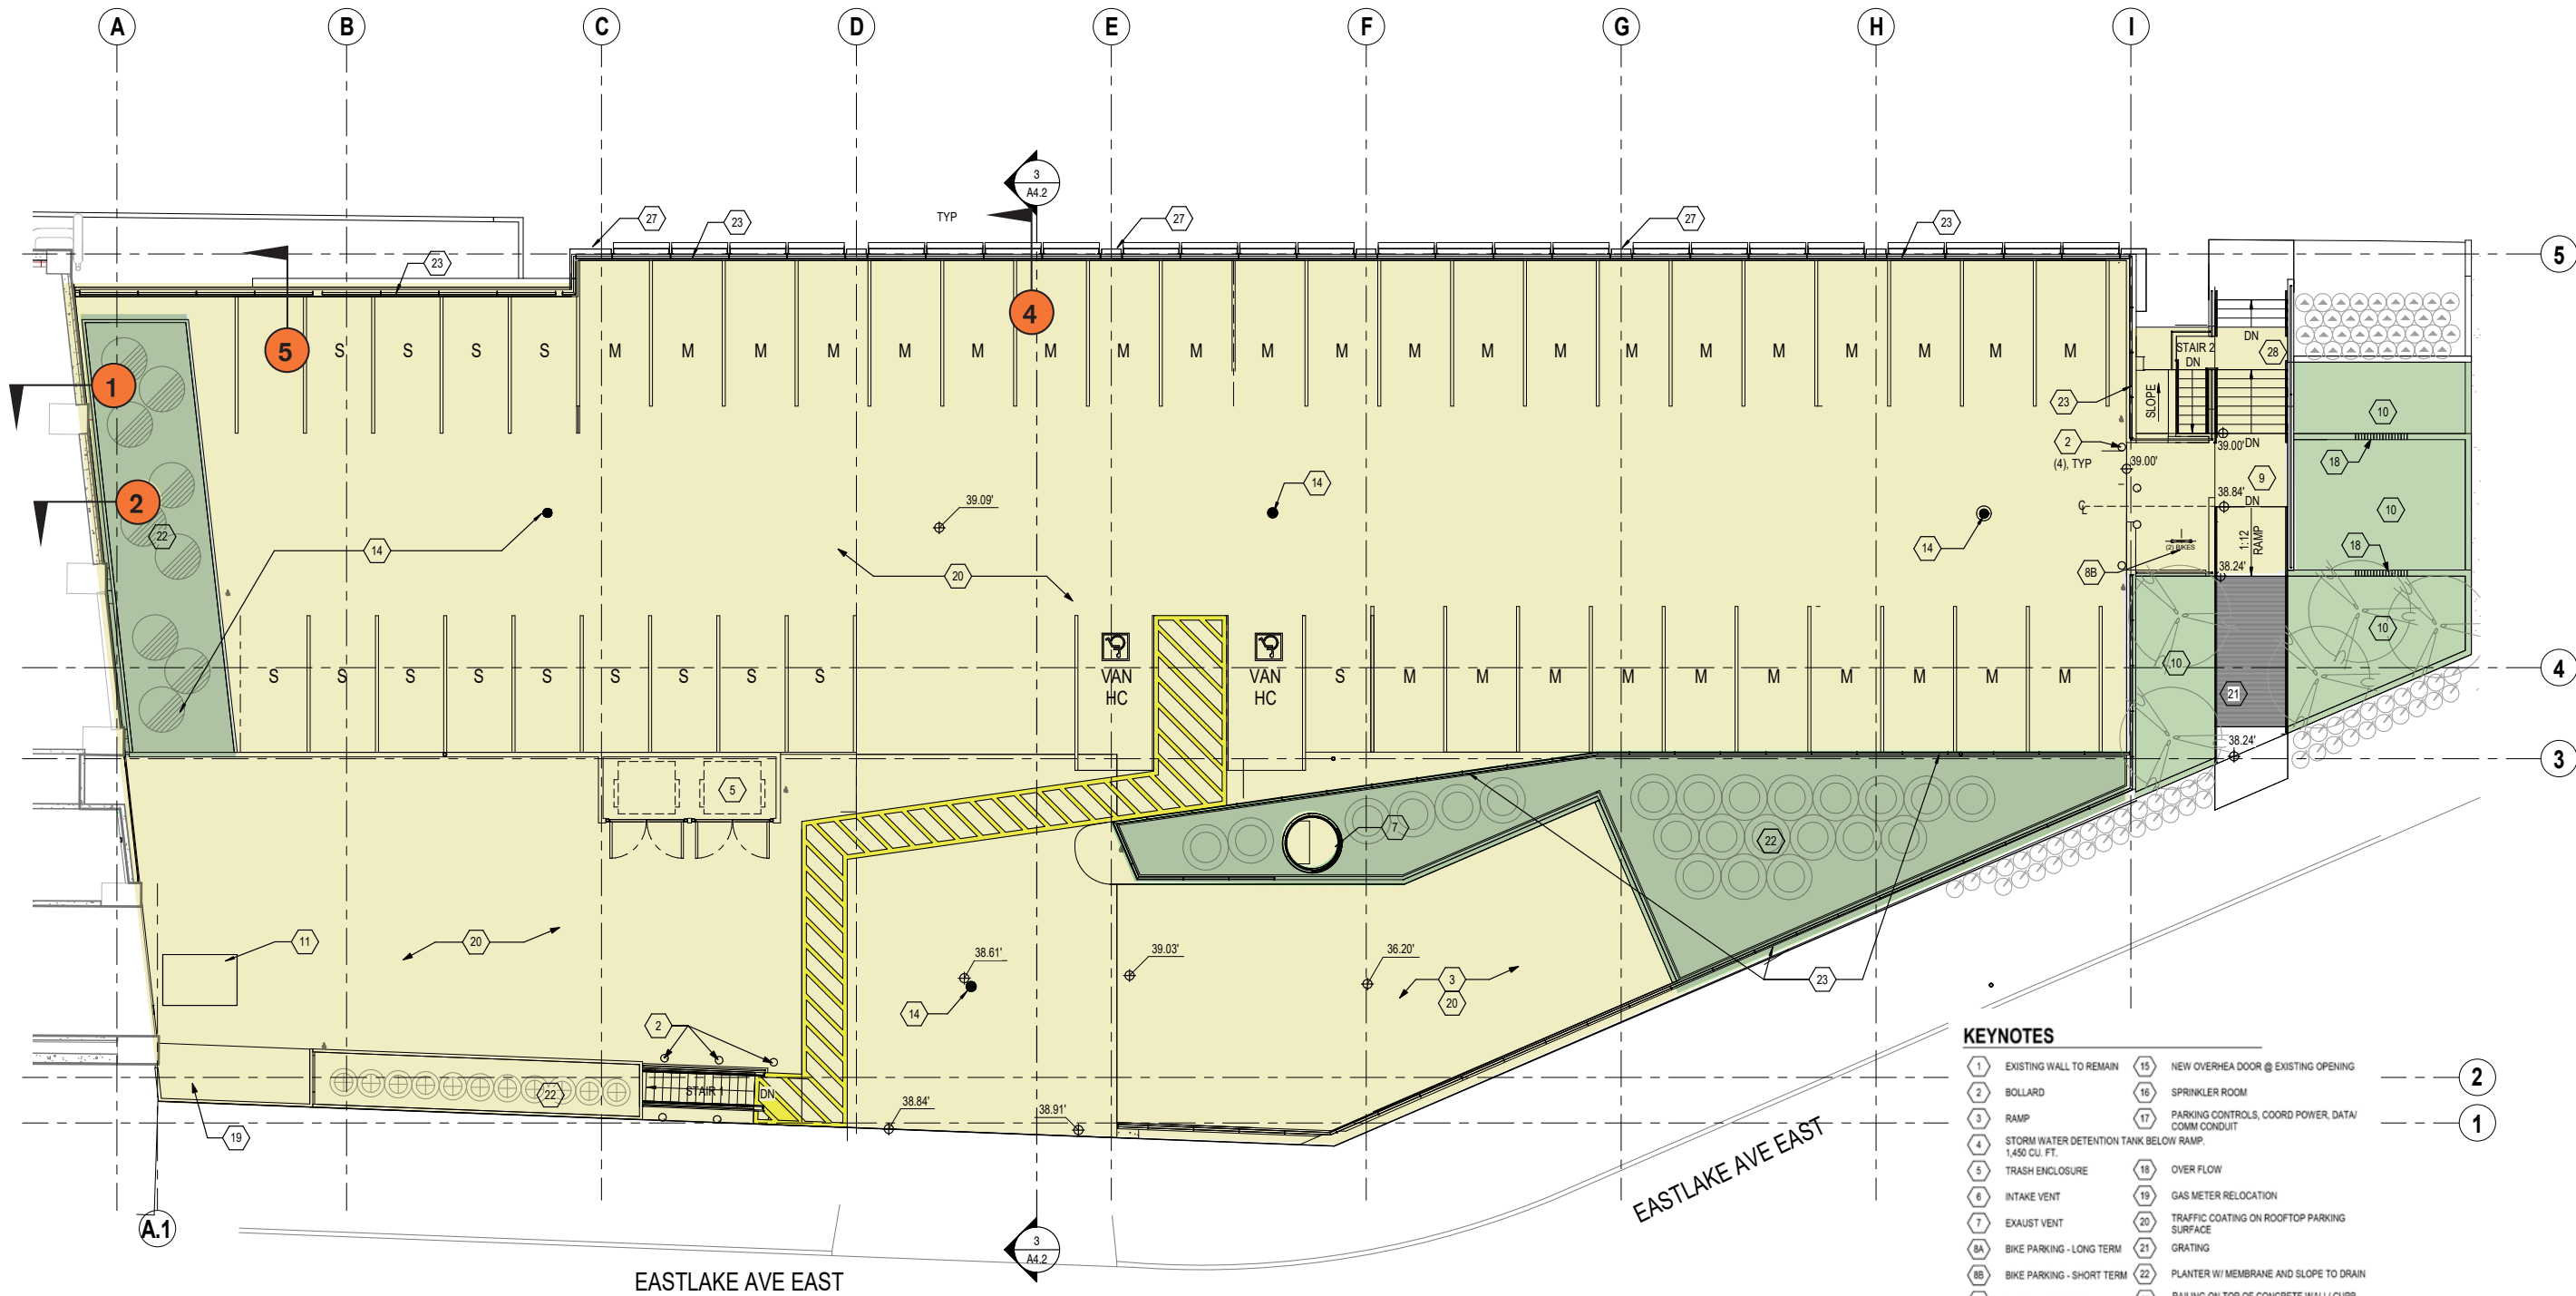 A B C D E F G H I
3
A4.2
TYP
27 23 27 27 23
23
5
5
4
S S S S M M M M M M M M M M M M M M M M M M M M M
1
STAIR 2
DN
DN
28
SLOPE
23
10
2
(4), TYP
39.00'
DN
39.00'
18
2
22
14
39.09'
14
14
20
9
38.84'
DN
10
(2) BIKES
1:12
RAMP
18
8B
38.24'
10
S S S S S S S S S
VAN
HC
VAN
HC
S M M M M M M M M M M
10
4
21
38.24'
3
5
7
22
11
20
38.61'
39.03'
36.20'
3
20
23
14
2
STAIR 1
DN
22
38.84'
38.91'
19
2
1
A.1
3
A4.2
EASTLAKE AVE EAST
EASTLAKE AVE EAST
KEYNOTES
1 EXISTING WALL TO REMAIN
2 BOLLARD
3 RAMP
4 STORM WATER DETENTION TANK BELOW RAMP.
1,450 CU. FT.
5 TRASH ENCLOSURE
6 INTAKE VENT
7 EXAUST VENT
8A BIKE PARKING - LONG TERM
8B BIKE PARKING - SHORT TERM
15 NEW OVERHEA DOOR @ EXISTING OPENING
16 SPRINKLER ROOM
17 PARKING CONTROLS, COORD POWER, DATA/
COMM CONDUIT
18 OVER FLOW
19 GAS METER RELOCATION
20 TRAFFIC COATING ON ROOFTOP PARKING
SURFACE
21 GRATING
22 PLANTER W/ MEMBRANE AND SLOPE TO DRAIN
RAILING ON TOP OF CONCRETE WALL/ CURB